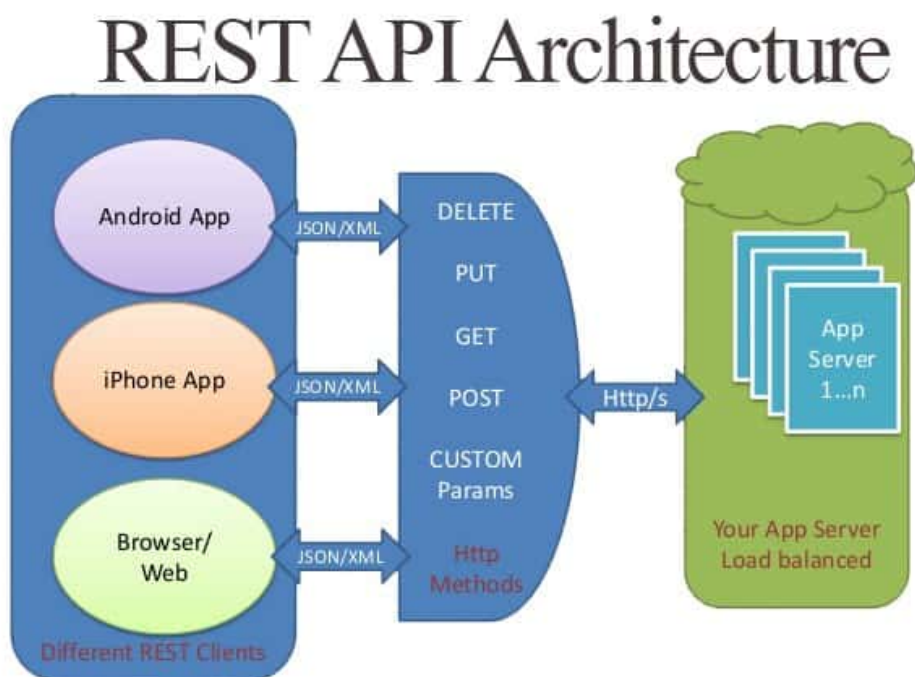 REST API Architecture
Android App
iPhone App
Browser/
Web
Different REST Clients
JSON/XML
JSON/XML
JSON/XML
DELETE
PUT
GET
POST
CUSTOM
Params
Http
Methods
Http/s
App
Server
1...n
Your App Server
Load balanced